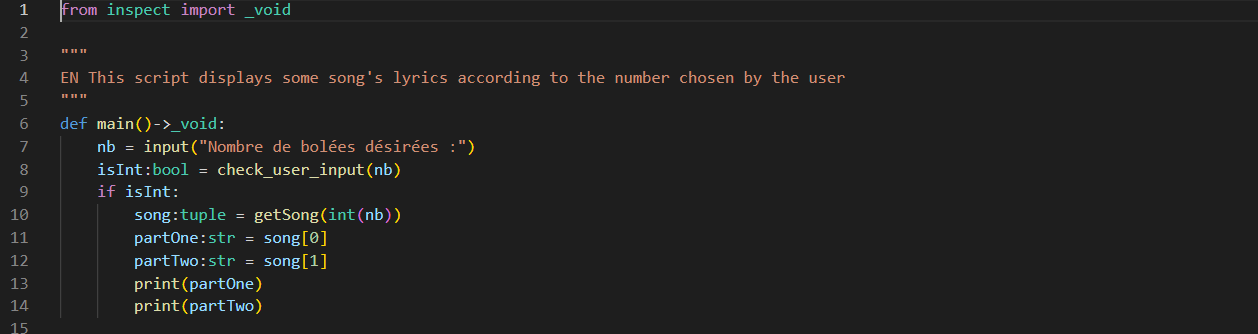 1 from inspect import _void
2
3 """
4 EN This script displays some song's lyrics according to the number chosen by the user
5 """
6 def main()->_void:
7     nb = input("Nombre de bolées désirées :")
8     isInt:bool = check_user_input(nb)
9     if isInt:
10         song:tuple = getSong(int(nb))
11         partOne:str = song[0]
12         partTwo:str = song[1]
13         print(partOne)
14         print(partTwo)
15